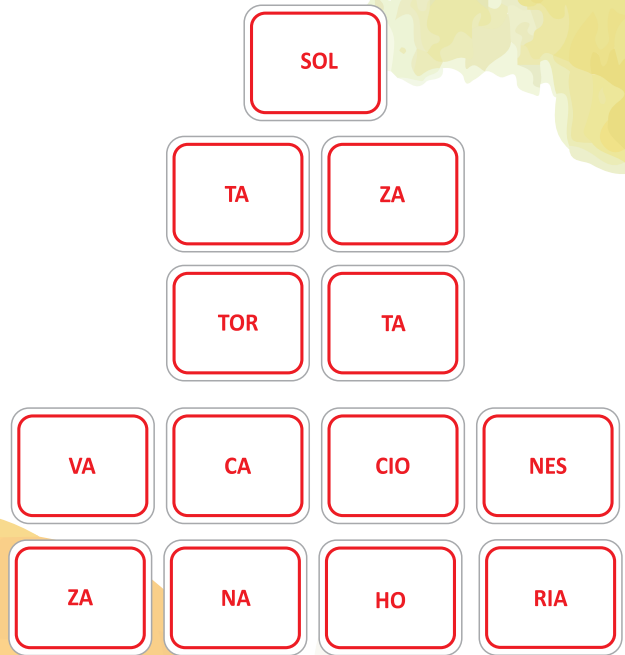 SOL
TA ZA
TOR TA
VA CA CIO NES
ZA NA HO RIA